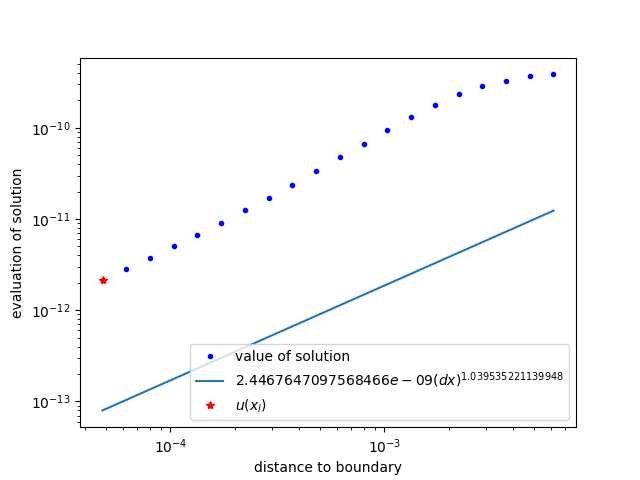 evaluation of solution
10⁻¹⁰
10⁻¹¹
10⁻¹²
10⁻¹³
value of solution
2.4467647097568466e − 09(dx)^1.039535221139948
u(x_l)
10⁻⁴
10⁻³
distance to boundary